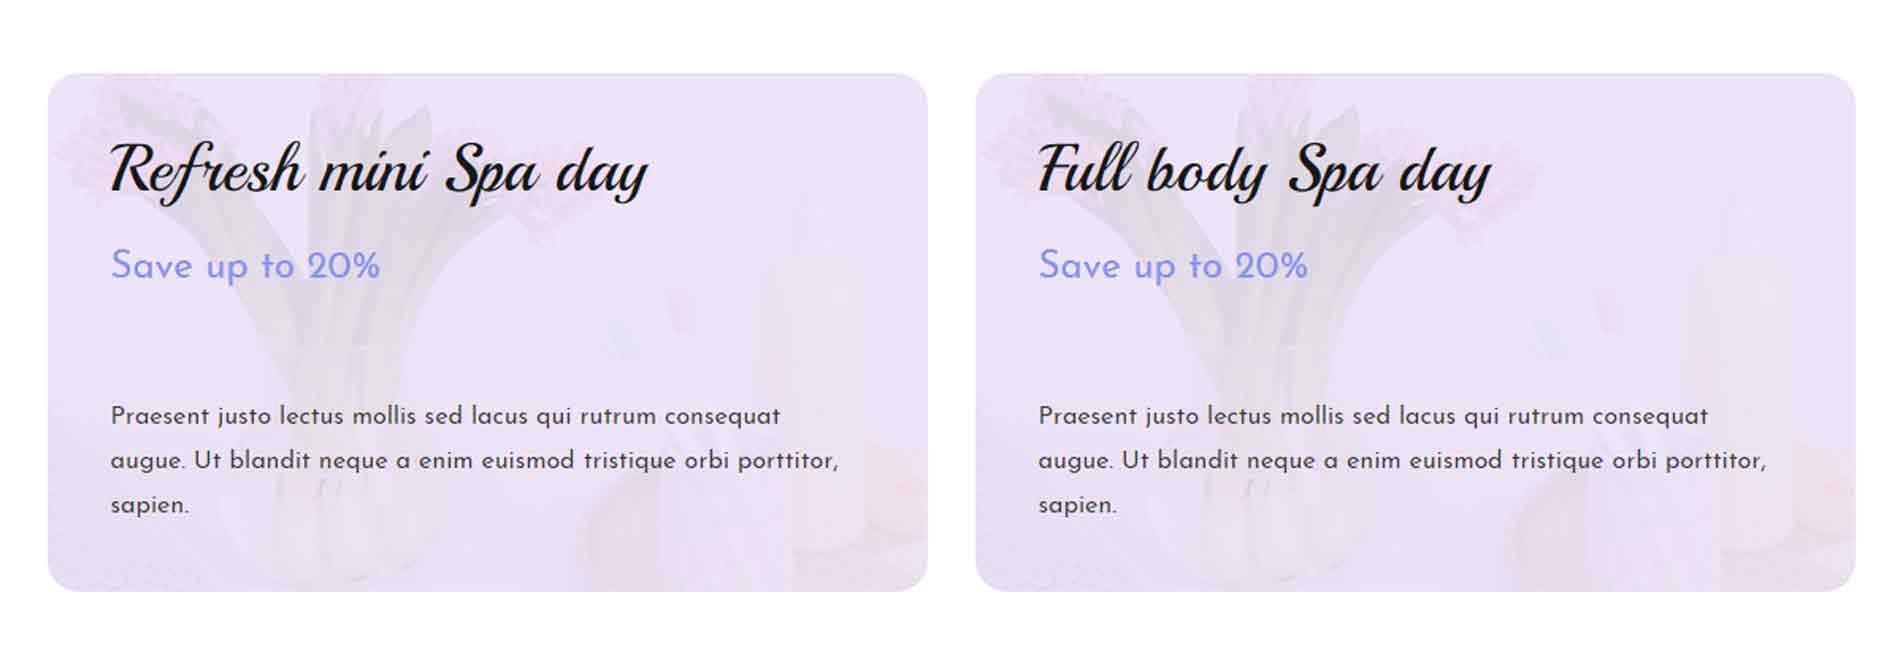 Refresh mini Spa day
Save up to 20%
Praesent justo lectus mollis sed lacus qui rutrum consequat
augue. Ut blandit neque a enim euismod tristique orbi porttitor,
sapien.
Full body Spa day
Save up to 20%
Praesent justo lectus mollis sed lacus qui rutrum consequat
augue. Ut blandit neque a enim euismod tristique orbi porttitor,
sapien.